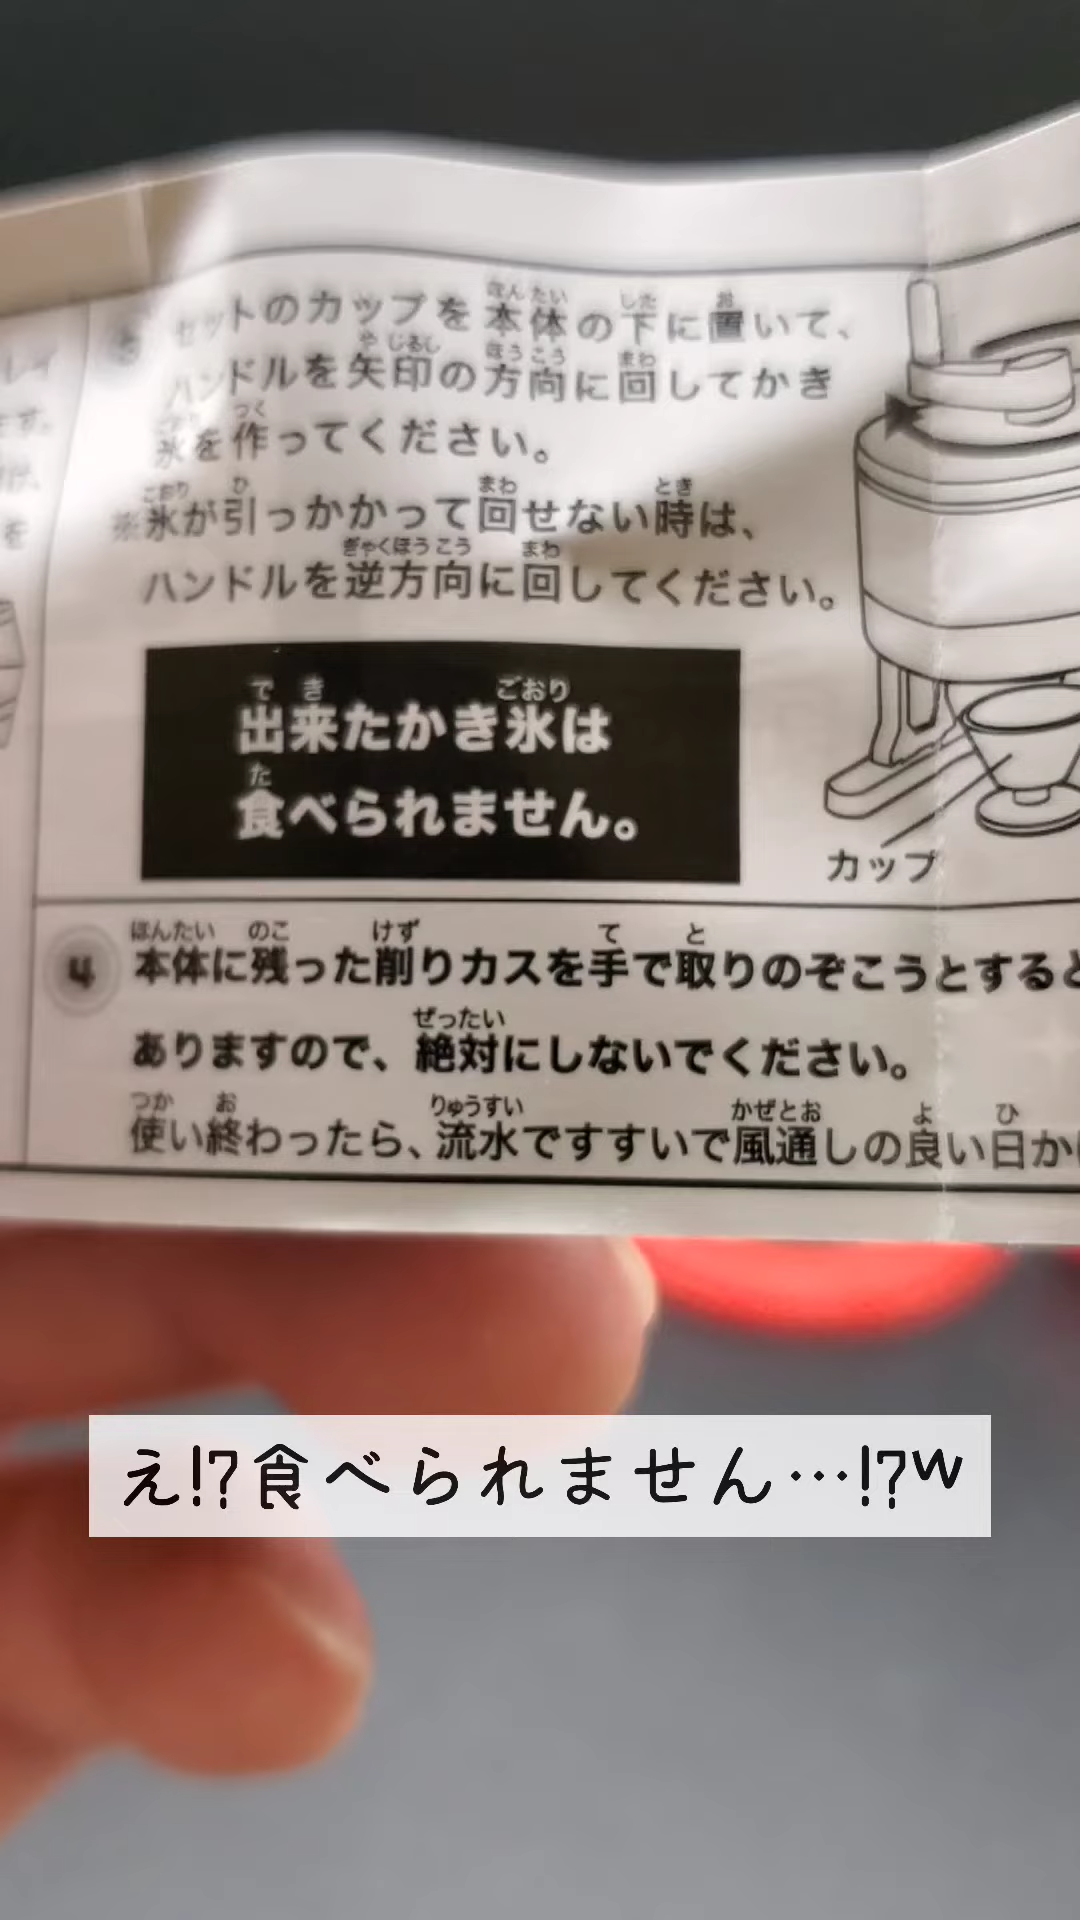 セットのカップを本体の下に置いて、
ハンドルを矢印の方向に回してかき
氷を作ってください。
※氷が引っかかって回せない時は、
ハンドルを逆方向に回してください。
出来たかき氷は
食べられません。
カップ
4 本体に残った削りカスを手で取りのぞこうとすると
ありますので、絶対にしないでください。
使い終わったら、流水ですすいで風通しの良い日か
え!?食べられません…!?w